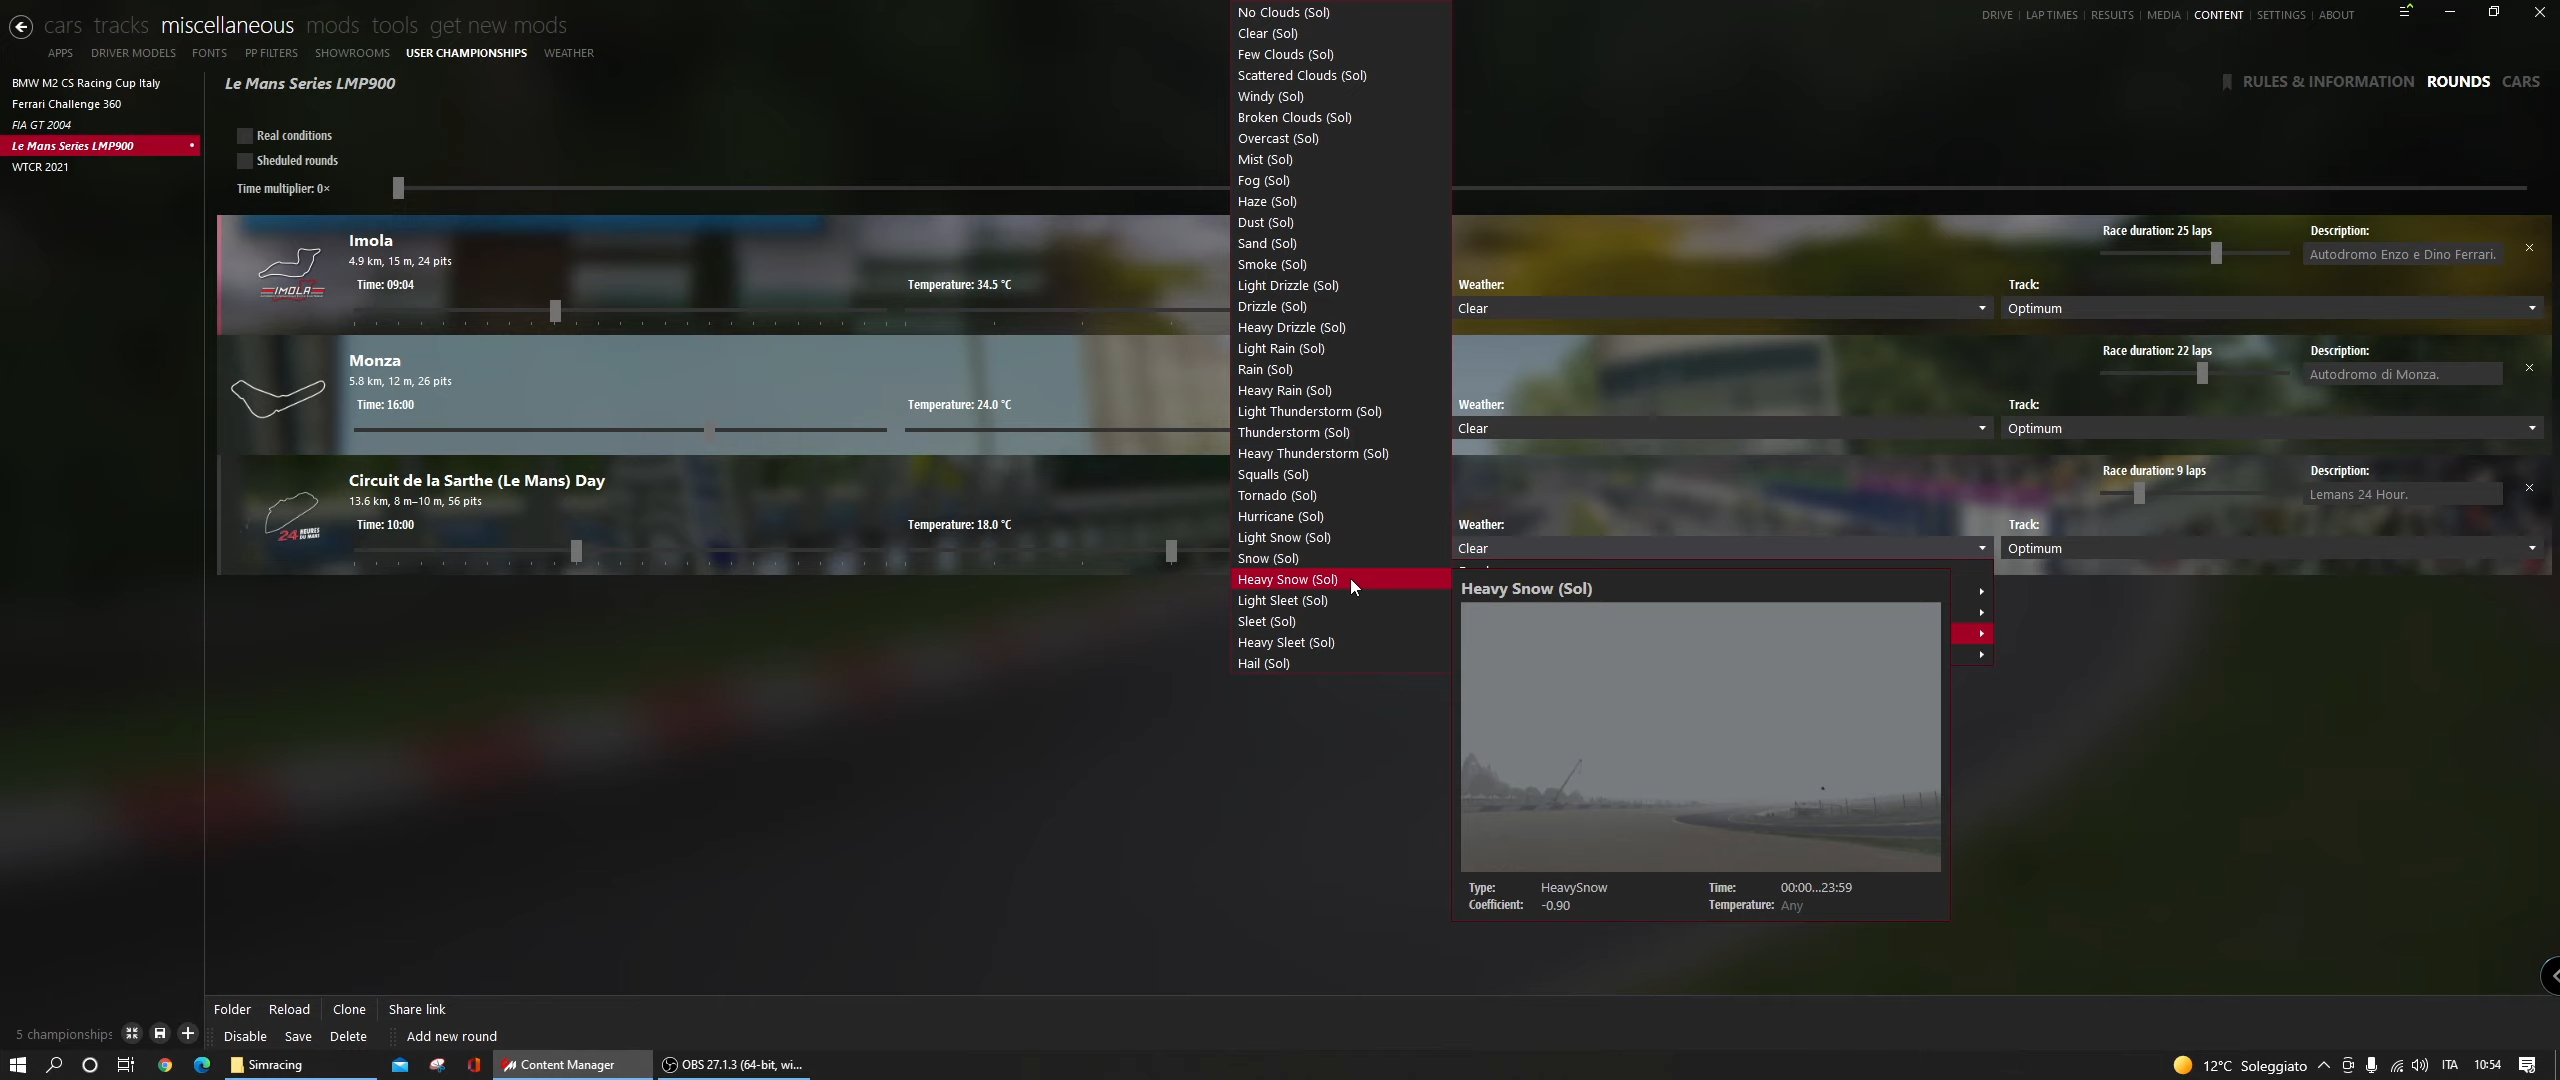 cars tracks miscellaneous mods tools get new mods
DRIVE | LAP TIMES | RESULTS | MEDIA | CONTENT | SETTINGS | ABOUT
APPS DRIVER MODELS FONTS PP FILTERS SHOWROOMS USER CHAMPIONSHIPS WEATHER
BMW M2 CS Racing Cup Italy
Ferrari Challenge 360
FIA GT 2004
Le Mans Series LMP900
WTCR 2021
Le Mans Series LMP900
RULES & INFORMATION ROUNDS CARS
Real conditions
Sheduled rounds
Time multiplier: 0×
Imola
4.9 km, 15 m, 24 pits
Time: 09:04
Temperature: 34.5 °C
IMOLA
Weather:
Clear
Race duration: 25 laps
Description:
Autodromo Enzo e Dino Ferrari.
Track:
Optimum
Monza
5.8 km, 12 m, 26 pits
Time: 16:00
Temperature: 24.0 °C
Weather:
Clear
Race duration: 22 laps
Description:
Autodromo di Monza.
Track:
Optimum
Circuit de la Sarthe (Le Mans) Day
13.6 km, 8 m–10 m, 56 pits
Time: 10:00
Temperature: 18.0 °C
24 HEURES DU MANS
Weather:
Clear
Race duration: 9 laps
Description:
Lemans 24 Hour.
Track:
Optimum
No Clouds (Sol)
Clear (Sol)
Few Clouds (Sol)
Scattered Clouds (Sol)
Windy (Sol)
Broken Clouds (Sol)
Overcast (Sol)
Mist (Sol)
Fog (Sol)
Haze (Sol)
Dust (Sol)
Sand (Sol)
Smoke (Sol)
Light Drizzle (Sol)
Drizzle (Sol)
Heavy Drizzle (Sol)
Light Rain (Sol)
Rain (Sol)
Heavy Rain (Sol)
Light Thunderstorm (Sol)
Thunderstorm (Sol)
Heavy Thunderstorm (Sol)
Squalls (Sol)
Tornado (Sol)
Hurricane (Sol)
Light Snow (Sol)
Snow (Sol)
Heavy Snow (Sol)
Light Sleet (Sol)
Sleet (Sol)
Heavy Sleet (Sol)
Hail (Sol)
Heavy Snow (Sol)
Type: HeavySnow
Time: 00:00...23:59
Coefficient: -0.90
Temperature: Any
Folder Reload Clone Share link
5 championships
Disable Save Delete Add new round
Simracing
Content Manager
OBS 27.1.3 (64-bit, wi...
12°C Soleggiato
ITA
10:54